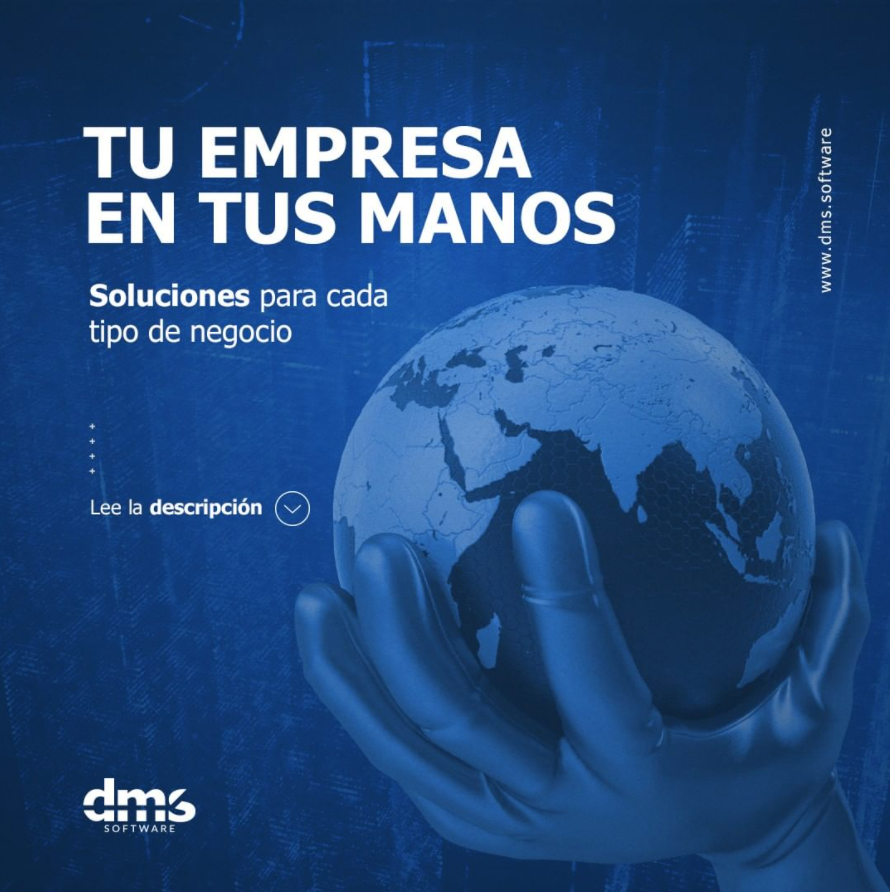 TU EMPRESA
EN TUS MANOS
www.dms.software
Soluciones para cada
tipo de negocio
Lee la descripción
dms
SOFTWARE